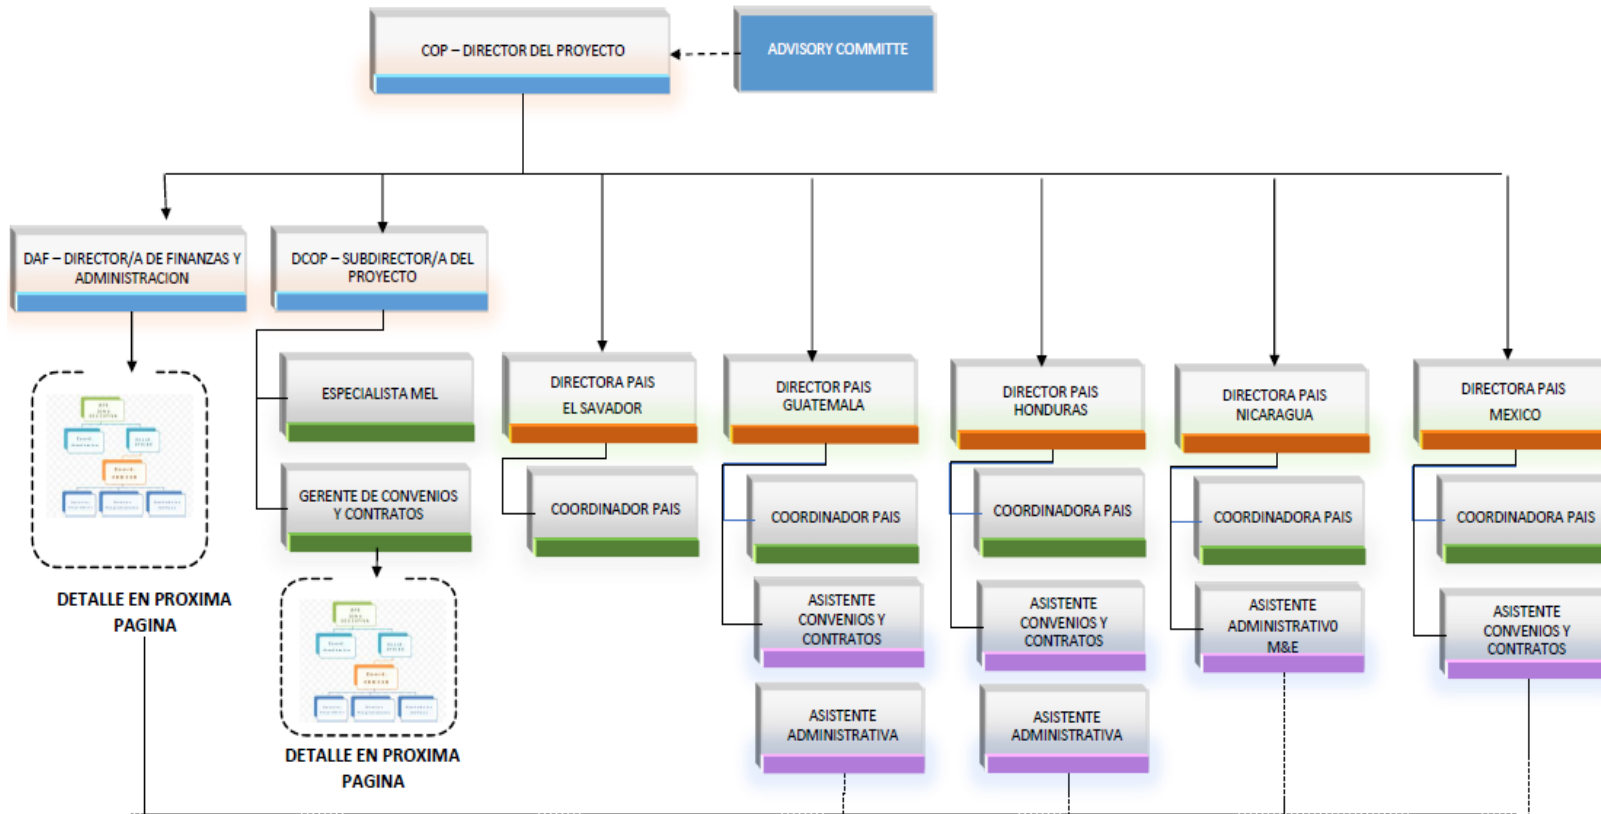 COP – DIRECTOR DEL PROYECTO
ADVISORY COMMITTE
DAF – DIRECTOR/A DE FINANZAS Y
ADMINISTRACION
DCOP – SUBDIRECTOR/A DEL
PROYECTO
ESPECIALISTA MEL
GERENTE DE CONVENIOS
Y CONTRATOS
DIRECTORA PAIS
EL SAVADOR
COORDINADOR PAIS
DIRECTOR PAIS
GUATEMALA
COORDINADOR PAIS
ASISTENTE
CONVENIOS Y
CONTRATOS
ASISTENTE
ADMINISTRATIVA
DIRECTOR PAIS
HONDURAS
COORDINADORA PAIS
ASISTENTE
CONVENIOS Y
CONTRATOS
ASISTENTE
ADMINISTRATIVA
DIRECTORA PAIS
NICARAGUA
COORDINADORA PAIS
ASISTENTE
ADMINISTRATIV0
M&E
DIRECTORA PAIS
MEXICO
COORDINADORA PAIS
ASISTENTE
CONVENIOS Y
CONTRATOS
DETALLE EN PROXIMA
PAGINA
DETALLE EN PROXIMA
PAGINA